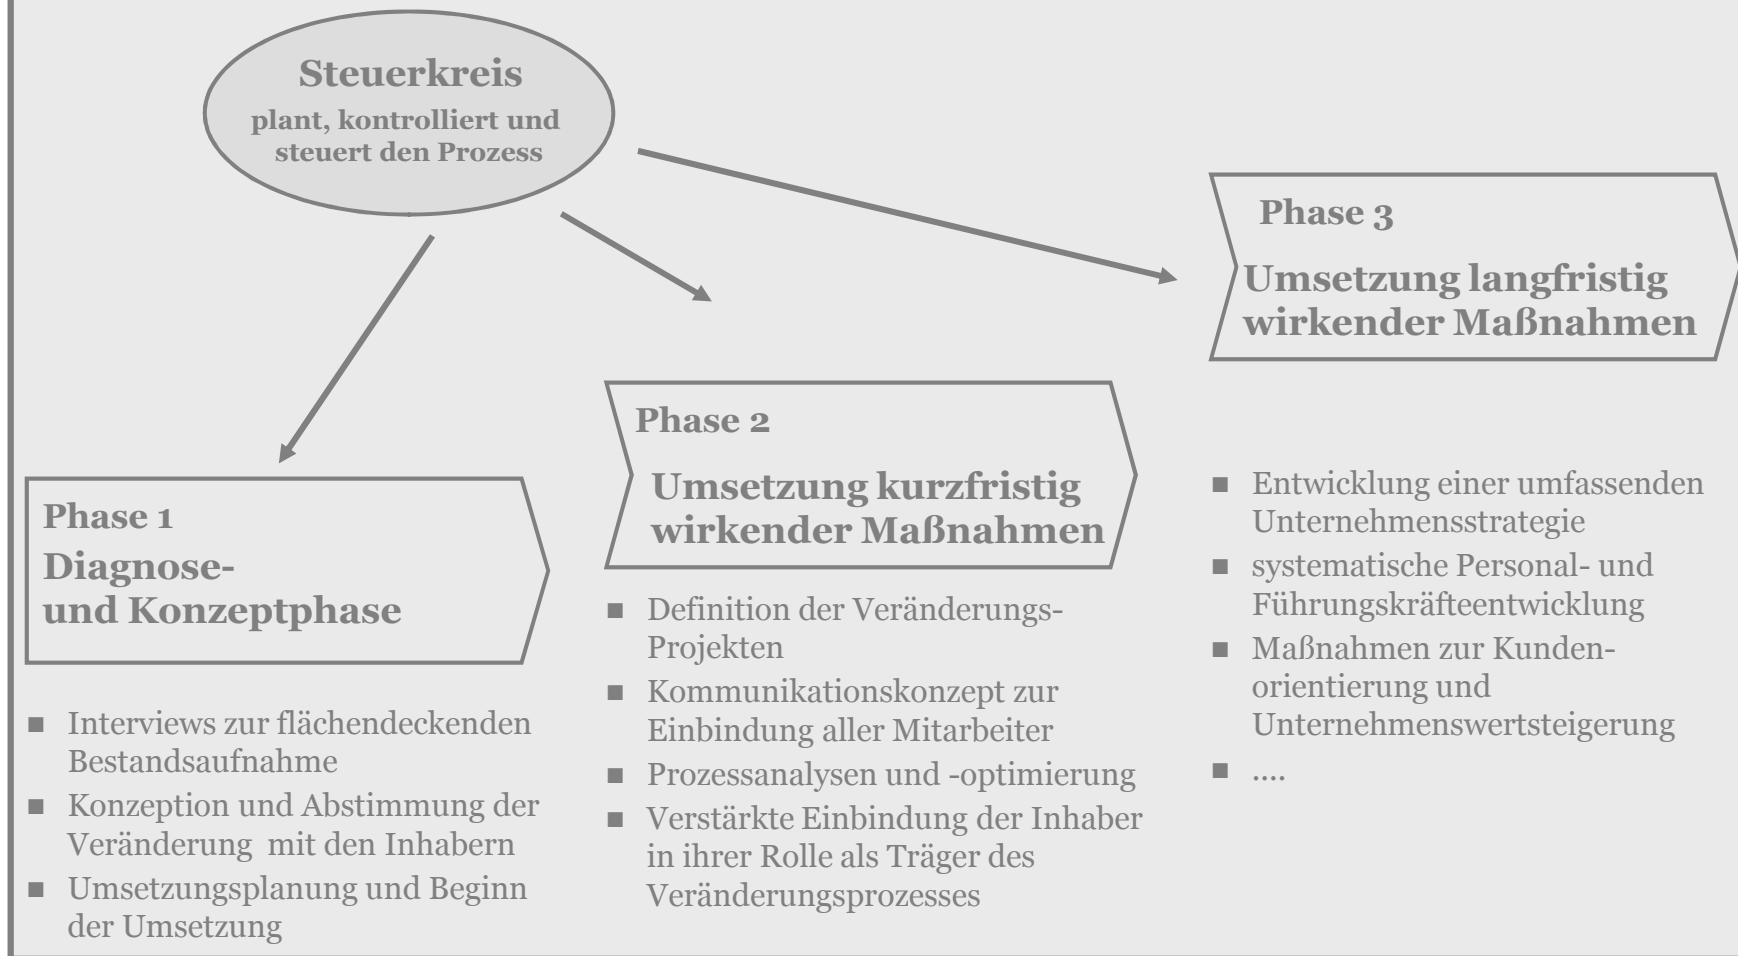 Steuerkreis
plant, kontrolliert und
steuert den Prozess
Phase 1
Diagnose-
und Konzeptphase
■ Interviews zur flächendeckenden
Bestandsaufnahme
■ Konzeption und Abstimmung der
Veränderung  mit den Inhabern
■ Umsetzungsplanung und Beginn
der Umsetzung
Phase 2
Umsetzung kurzfristig
wirkender Maßnahmen
■ Definition der Veränderungs-
Projekten
■ Kommunikationskonzept zur
Einbindung aller Mitarbeiter
■ Prozessanalysen und -optimierung
■ Verstärkte Einbindung der Inhaber
in ihrer Rolle als Träger des
Veränderungsprozesses
Phase 3
Umsetzung langfristig
wirkender Maßnahmen
■ Entwicklung einer umfassenden
Unternehmensstrategie
■ systematische Personal- und
Führungskräfteentwicklung
■ Maßnahmen zur Kunden-
orientierung und
Unternehmenswertsteigerung
■ ....